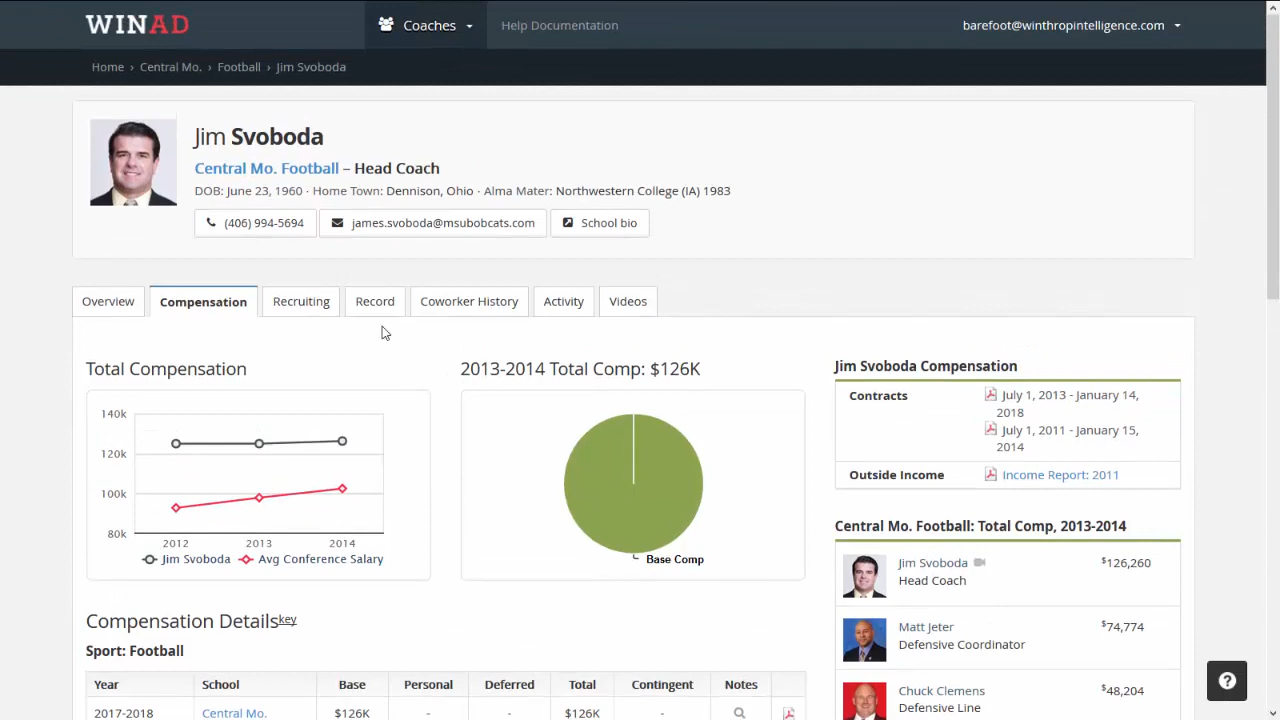 WINAD
Coaches
Help Documentation
barefoot@winthropintelligence.com
Home › Central Mo. › Football › Jim Svoboda
Jim Svoboda
Central Mo. Football – Head Coach
DOB: June 23, 1960 · Home Town: Dennison, Ohio · Alma Mater: Northwestern College (IA) 1983
(406) 994-5694
james.svoboda@msubobcats.com
School bio
Overview
Compensation
Recruiting
Record
Coworker History
Activity
Videos
Total Compensation
140k
120k
100k
80k
2012 2013 2014
Jim Svoboda Avg Conference Salary
2013-2014 Total Comp: $126K
Base Comp
Jim Svoboda Compensation
Contracts
July 1, 2013 - January 14,
2018
July 1, 2011 - January 15,
2014
Outside Income Income Report: 2011
Central Mo. Football: Total Comp, 2013-2014
Jim Svoboda $126,260
Head Coach
Matt Jeter $74,774
Defensive Coordinator
Chuck Clemens $48,204
Defensive Line
Compensation Details key
Sport: Football
Year School Base Personal Deferred Total Contingent Notes
2017-2018 Central Mo. $126K - - $126K -
?